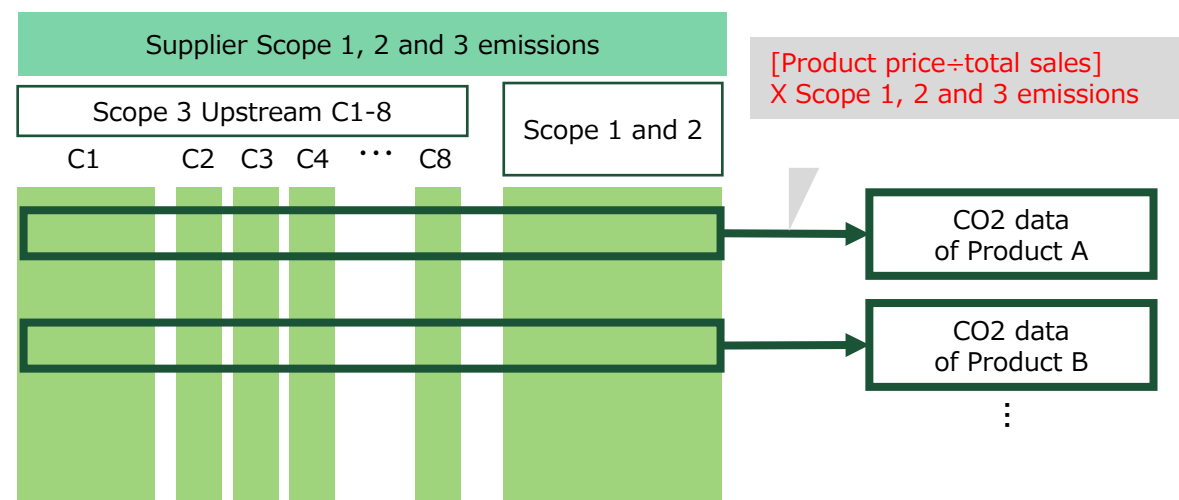 Supplier Scope 1, 2 and 3 emissions
[Product price÷total sales]
X Scope 1, 2 and 3 emissions
Scope 3 Upstream C1-8
Scope 1 and 2
C1 C2 C3 C4 ⋯ C8
CO2 data
of Product A
CO2 data
of Product B
⋮